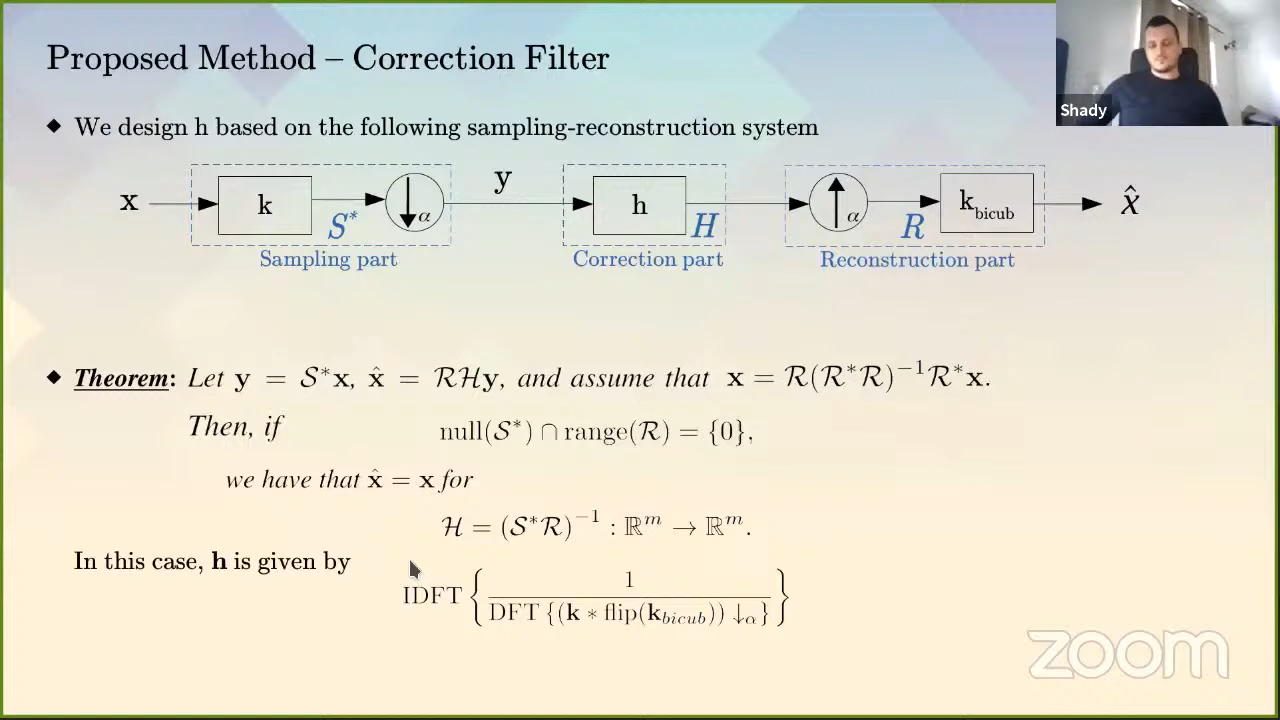 Proposed Method – Correction Filter
Shady
◆ We design h based on the following sampling-reconstruction system
x k S* ↓α y h H ↑α R k_bicub x̂
Sampling part Correction part Reconstruction part
◆ Theorem: Let y = S*x, x̂ = RHy, and assume that x = R(R*R)⁻¹R*x.
Then, if null(S*) ∩ range(R) = {0},
we have that x̂ = x for
H = (S*R)⁻¹ : ℝᵐ → ℝᵐ.
In this case, h is given by
IDFT { 1 / DFT {(k * flip(k_bicub)) ↓α} }
zoom